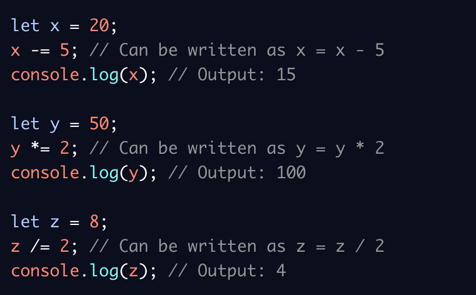 let x = 20;
x -= 5; // Can be written as x = x - 5
console.log(x); // Output: 15
let y = 50;
y *= 2; // Can be written as y = y * 2
console.log(y); // Output: 100
let z = 8;
z /= 2; // Can be written as z = z / 2
console.log(z); // Output: 4